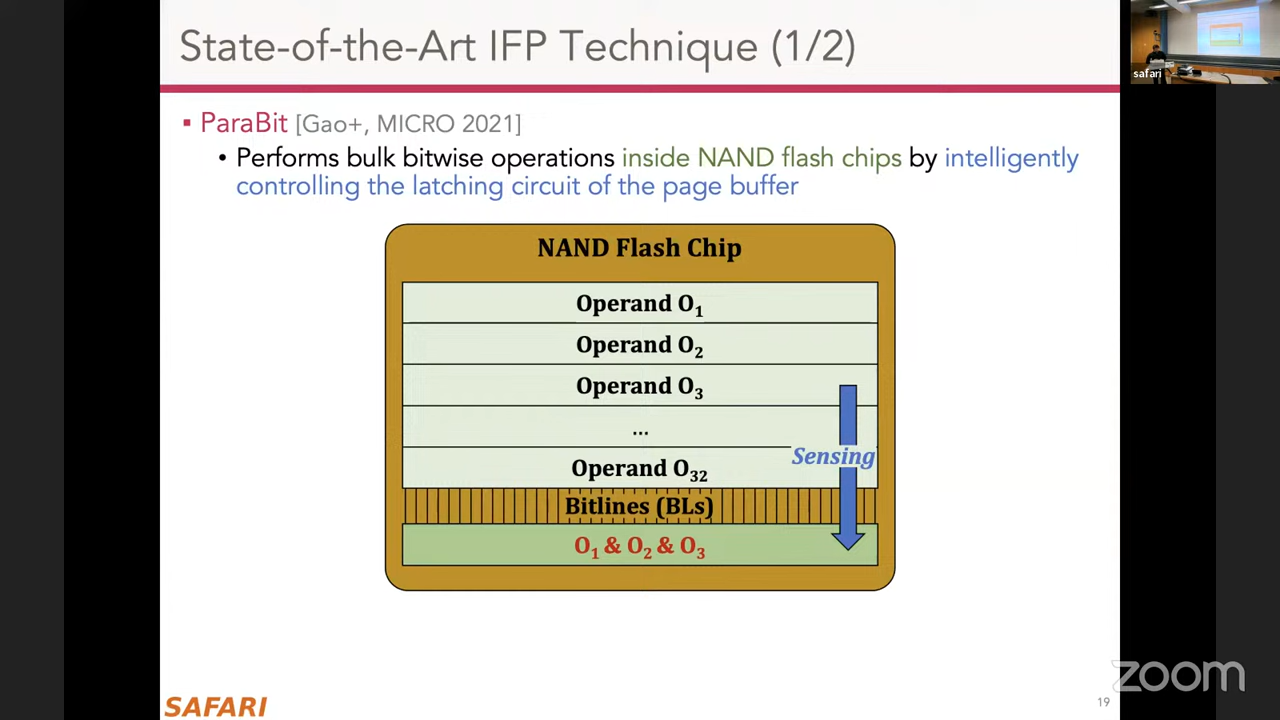 State-of-the-Art IFP Technique (1/2)
safari
▪ ParaBit [Gao+, MICRO 2021]
• Performs bulk bitwise operations inside NAND flash chips by intelligently
controlling the latching circuit of the page buffer
NAND Flash Chip
Operand O₁
Operand O₂
Operand O₃
...
Sensing
Operand O₃₂
Bitlines (BLs)
O₁ & O₂ & O₃
zoom
SAFARI
19